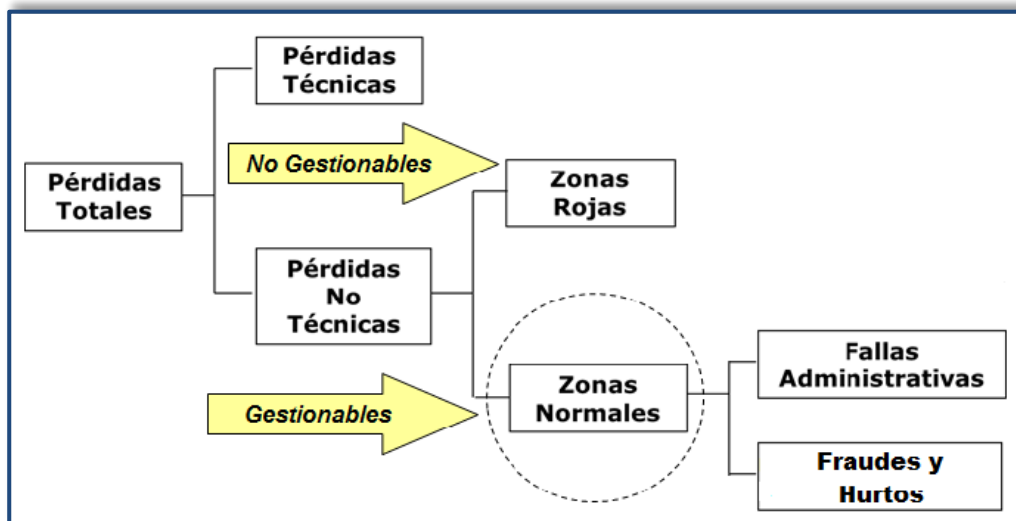 Pérdidas
Técnicas
No Gestionables
Pérdidas
Totales
Zonas
Rojas
Pérdidas
No
Técnicas
Gestionables
Zonas
Normales
Fallas
Administrativas
Fraudes y
Hurtos